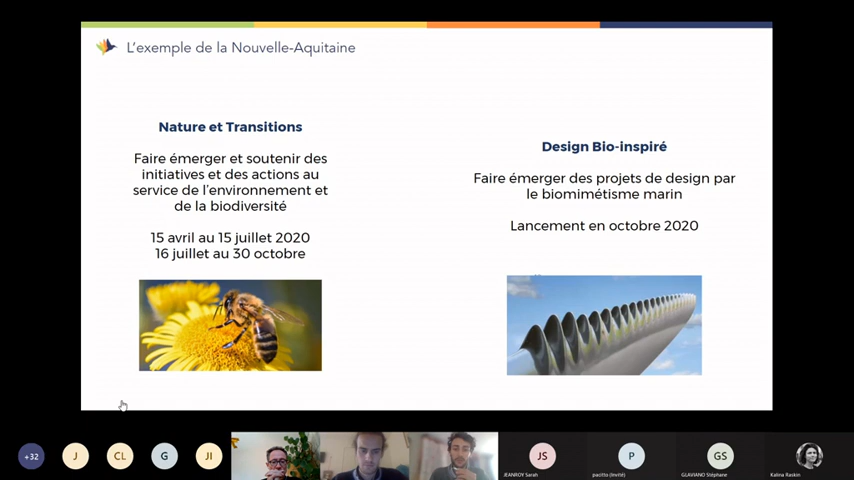 L'exemple de la Nouvelle-Aquitaine
Nature et Transitions
Faire émerger et soutenir des
initiatives et des actions au
service de l'environnement et
de la biodiversité
15 avril au 15 juillet 2020
16 juillet au 30 octobre
Design Bio-inspiré
Faire émerger des projets de design par
le biomimétisme marin
Lancement en octobre 2020
+32
J
CL
G
JI
JS
JEANROY Sarah
P
pacitto (Invité)
GS
GLAVIANO Stéphane
Kalina Raskin